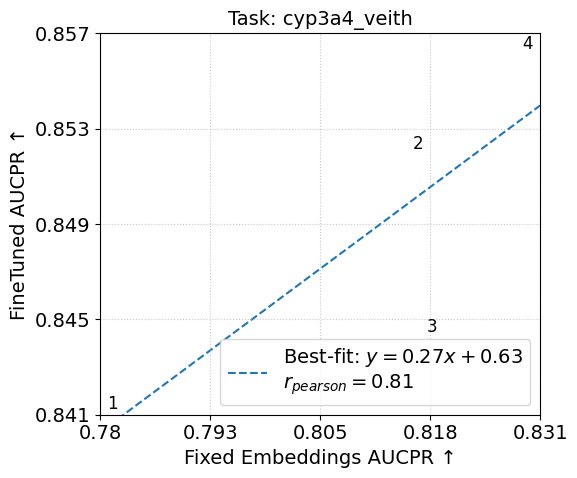 Task: cyp3a4_veith
0.857
4
0.853
2
0.849
FineTuned AUCPR ↑
0.845
3
Best-fit: y = 0.27x + 0.63
r_pearson = 0.81
1
0.841
0.78 0.793 0.805 0.818 0.831
Fixed Embeddings AUCPR ↑